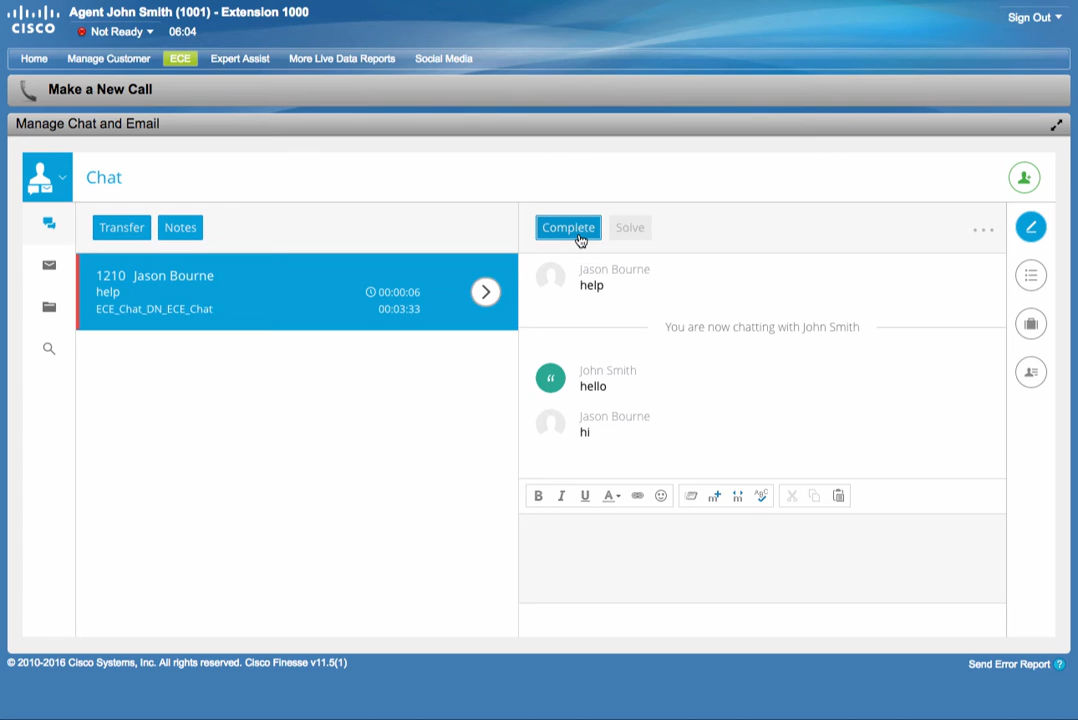 CISCO
Agent John Smith (1001) - Extension 1000
Not Ready 06:04
Sign Out
Home Manage Customer ECE Expert Assist More Live Data Reports Social Media
Make a New Call
Manage Chat and Email
Chat
Transfer Notes
Complete Solve
1210 Jason Bourne
help 00:00:06
ECE_Chat_DN_ECE_Chat 00:03:33
Jason Bourne
help
You are now chatting with John Smith
John Smith
hello
Jason Bourne
hi
B I U A
© 2010-2016 Cisco Systems, Inc. All rights reserved. Cisco Finesse v11.5(1)
Send Error Report ?